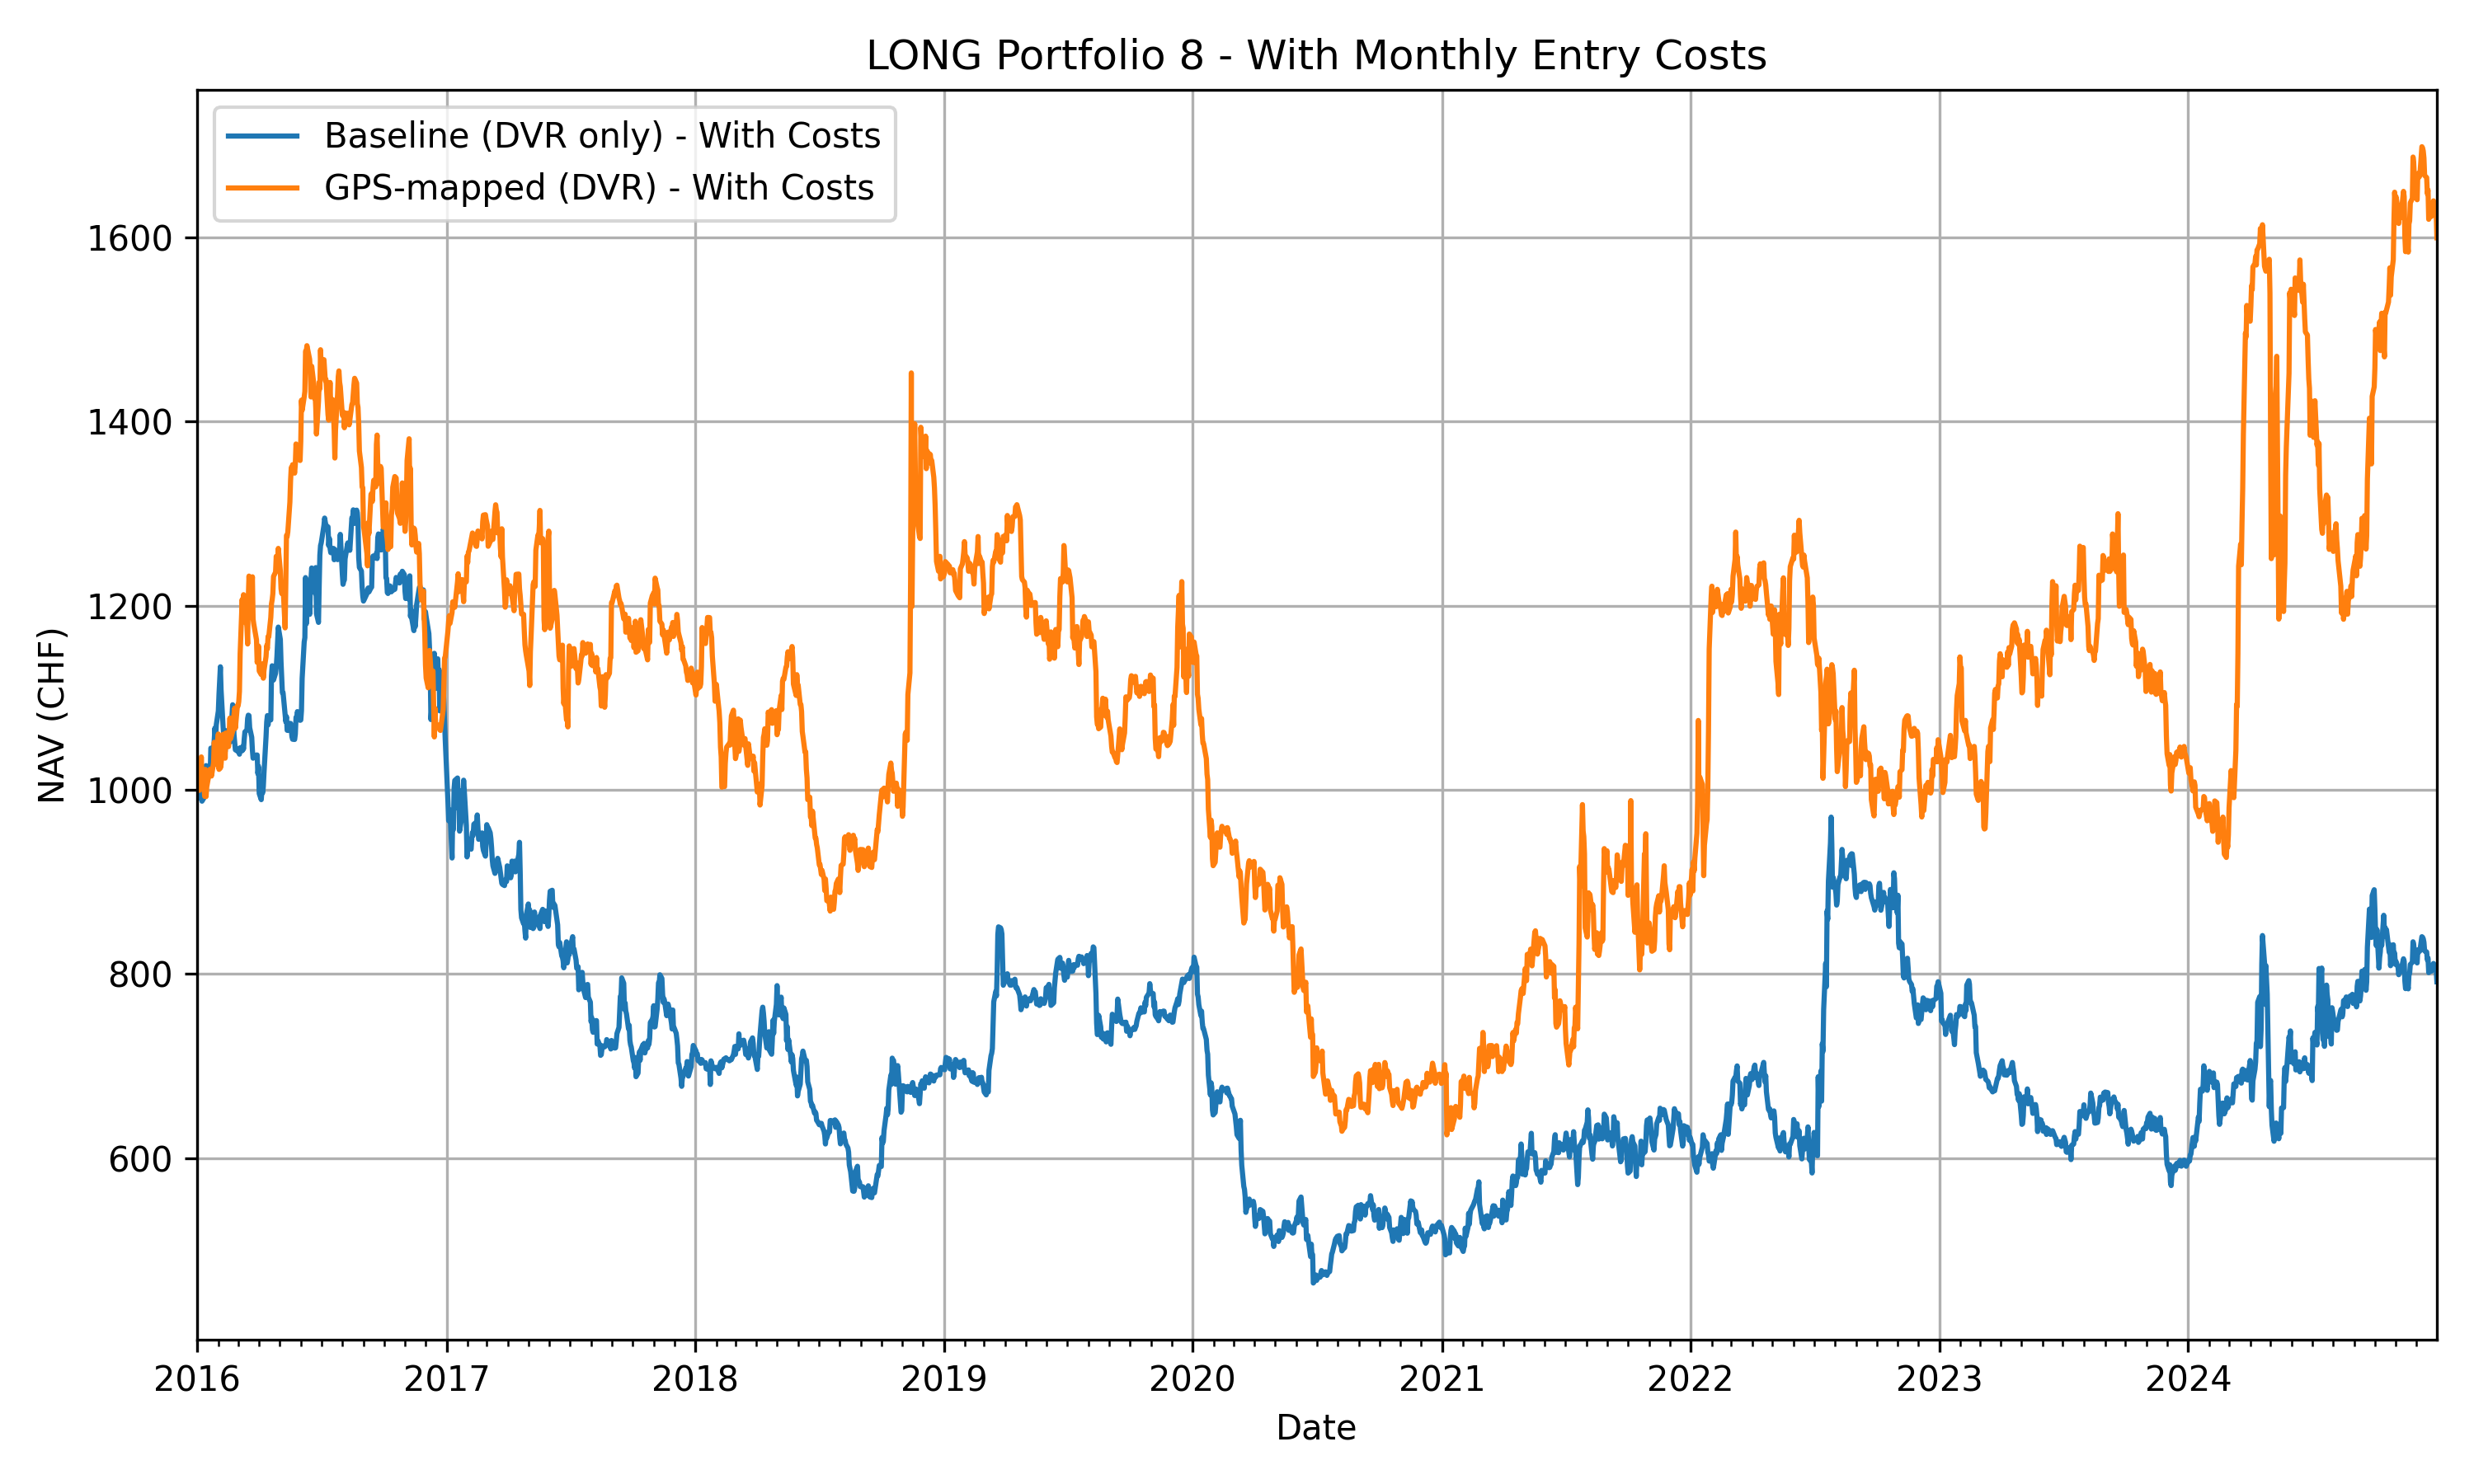 LONG Portfolio 8 - With Monthly Entry Costs
Baseline (DVR only) - With Costs
GPS-mapped (DVR) - With Costs
1600
1400
1200
1000
800
600
NAV (CHF)
2016 2017 2018 2019 2020 2021 2022 2023 2024
Date